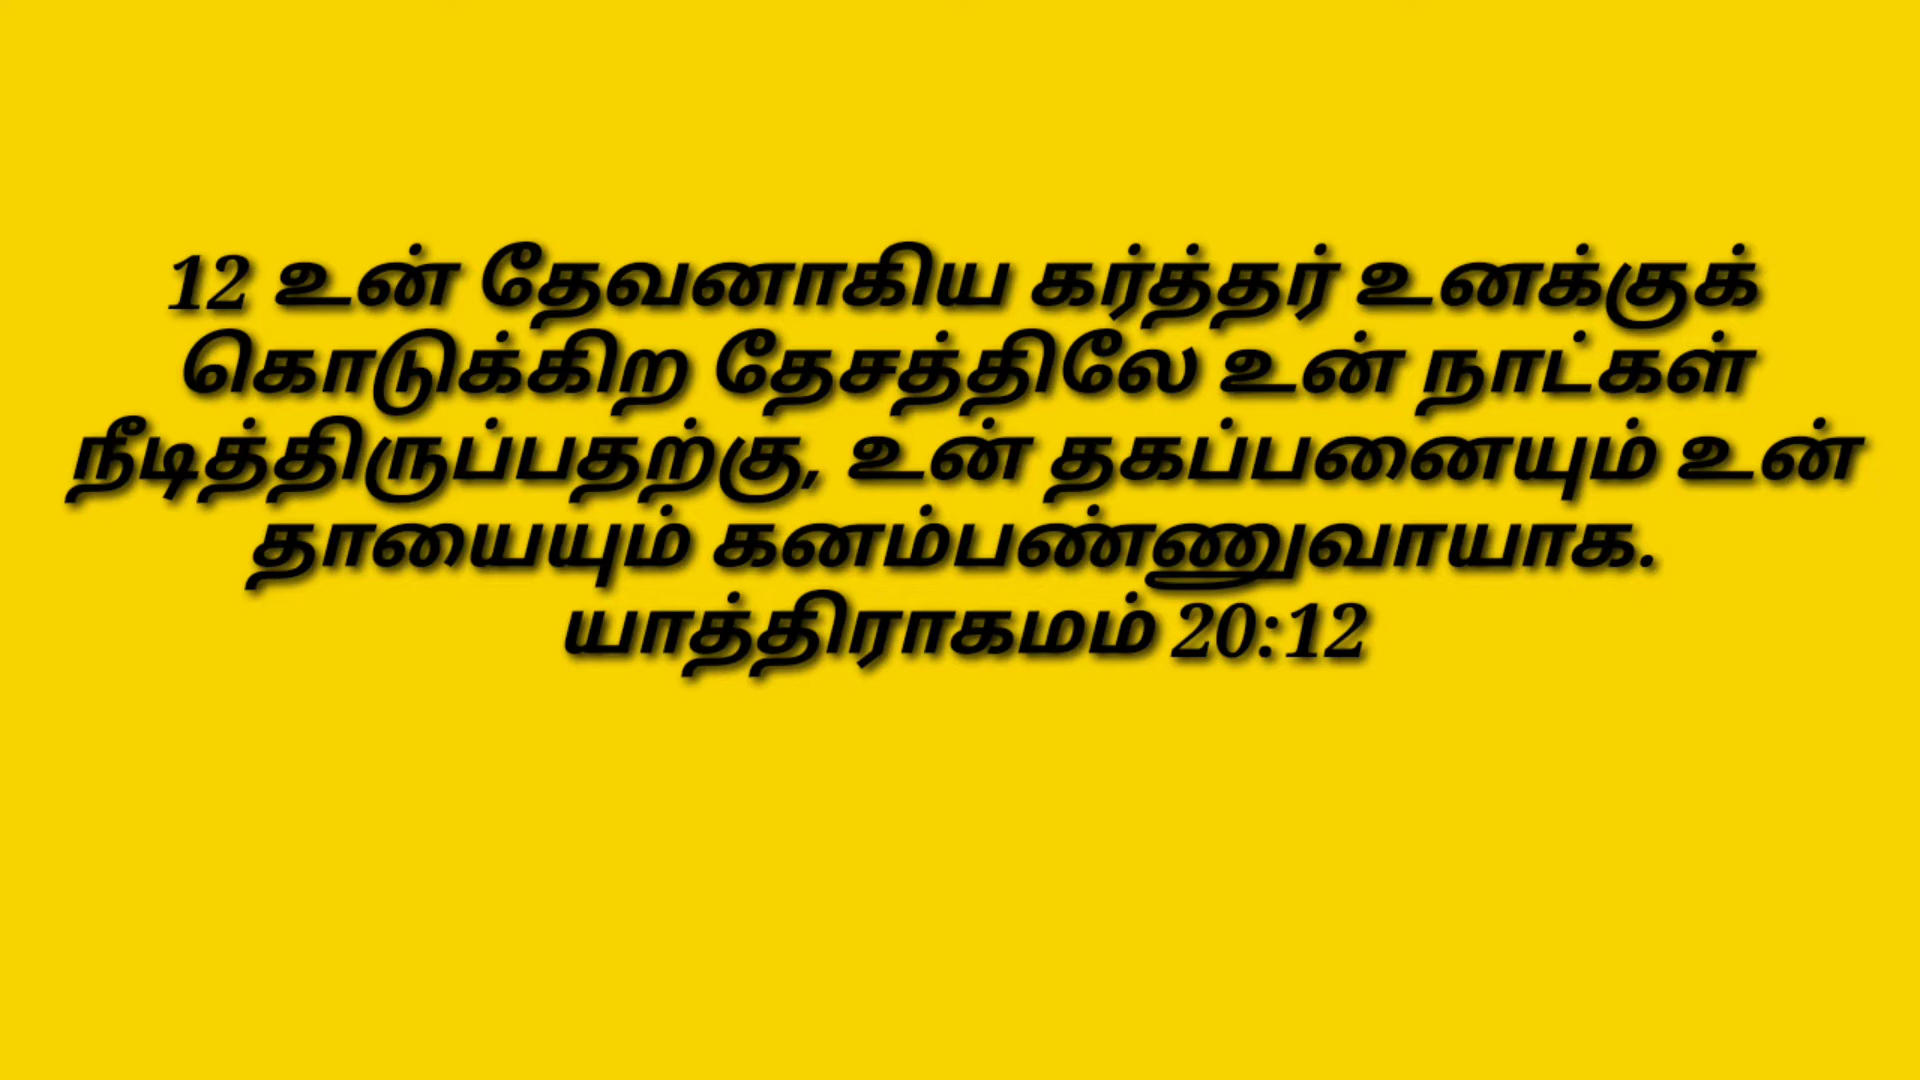 12 உன் தேவனாகிய கர்த்தர் உனக்குக்
கொடுக்கிற தேசத்திலே உன் நாட்கள்
நீடித்திருப்பதற்கு, உன் தகப்பனையும் உன்
தாயையும் கனம்பண்ணுவாயாக.
யாத்திராகமம் 20:12